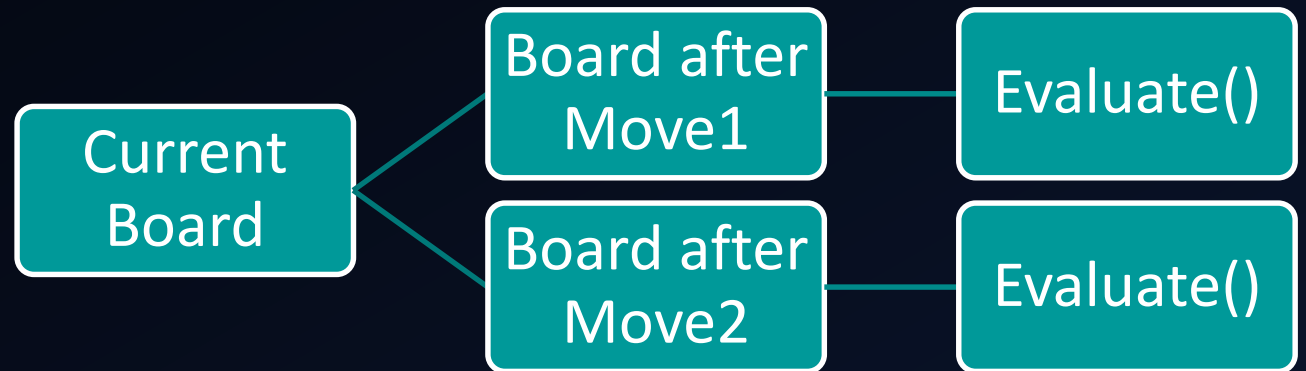 Current
Board
Board after
Move1
Evaluate()
Board after
Move2
Evaluate()